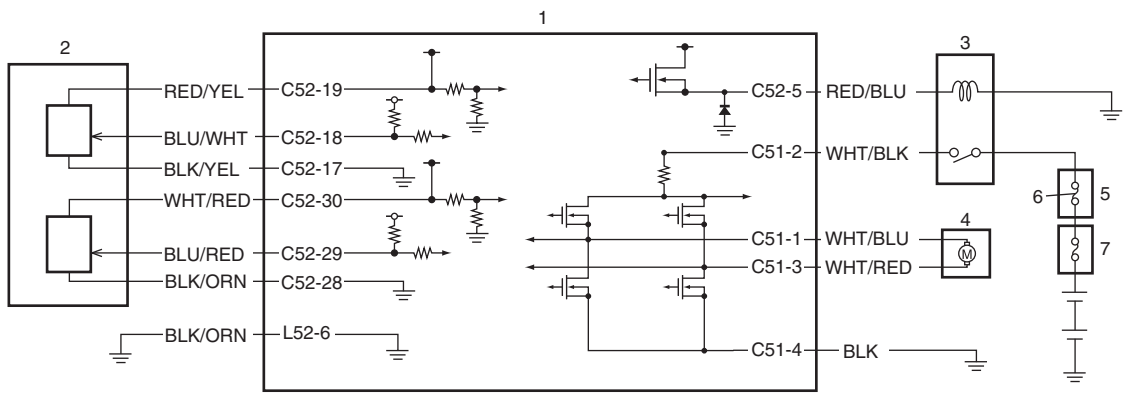 1
2
3
RED/YEL C52-19
C52-5 RED/BLU
BLU/WHT C52-18
C51-2 WHT/BLK
BLK/YEL C52-17
WHT/RED C52-30
6
5
4
C51-1 WHT/BLU
M
7
BLU/RED C52-29
C51-3 WHT/RED
BLK/ORN C52-28
BLK/ORN L52-6
C51-4 BLK